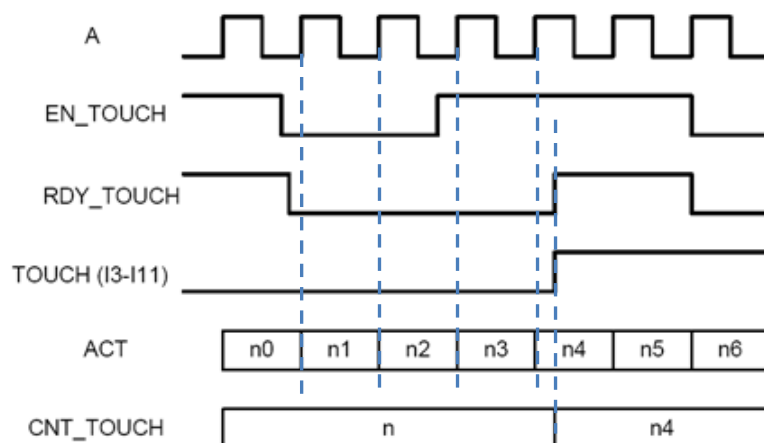 A
EN_TOUCH
RDY_TOUCH
TOUCH (I3-I11)
ACT n0 n1 n2 n3 n4 n5 n6
CNT_TOUCH n n4